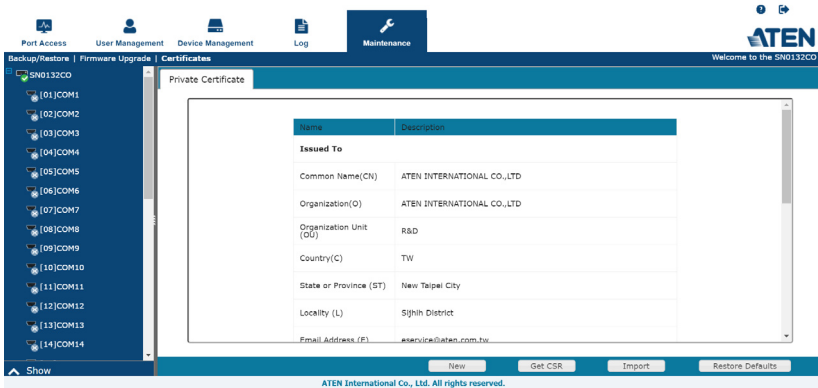 ATEN
Port Access User Management Device Management Log Maintenance
Backup/Restore | Firmware Upgrade | Certificates Welcome to the SN0132CO
SN0132CO
[01]COM1
[02]COM2
[03]COM3
[04]COM4
[05]COM5
[06]COM6
[07]COM7
[08]COM8
[09]COM9
[10]COM10
[11]COM11
[12]COM12
[13]COM13
[14]COM14
Show
Private Certificate
Name Description
Issued To
Common Name(CN) ATEN INTERNATIONAL CO.,LTD
Organization(O) ATEN INTERNATIONAL CO.,LTD
Organization Unit
(OU) R&D
Country(C) TW
State or Province (ST) New Taipei City
Locality (L) Sijhih District
Email Address (E) eservice@aten.com.tw
New Get CSR Import Restore Defaults
ATEN International Co., Ltd. All rights reserved.